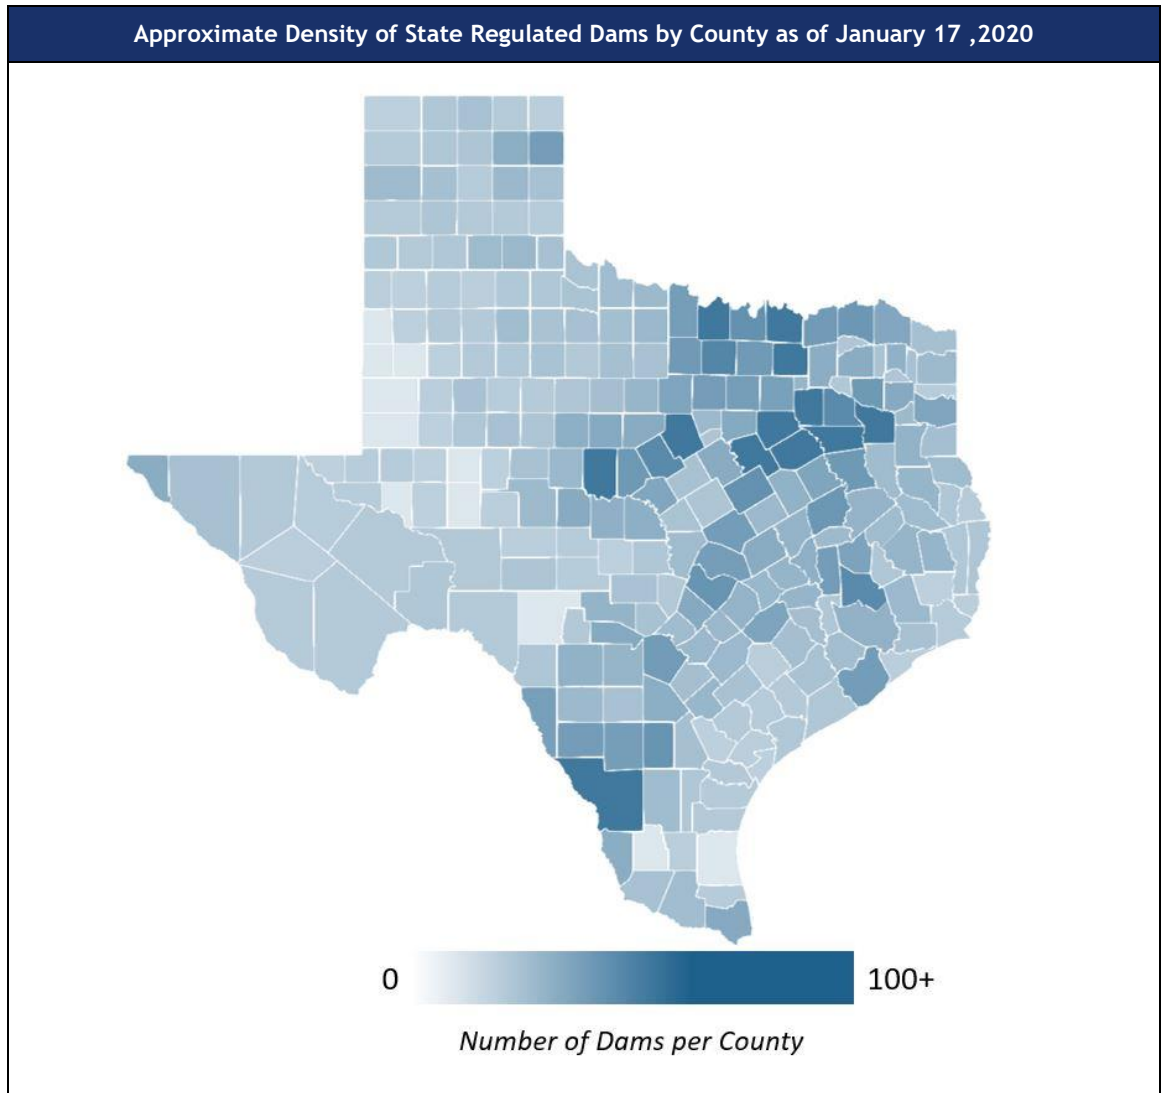 Approximate Density of State Regulated Dams by County as of January 17 ,2020
0 100+
Number of Dams per County